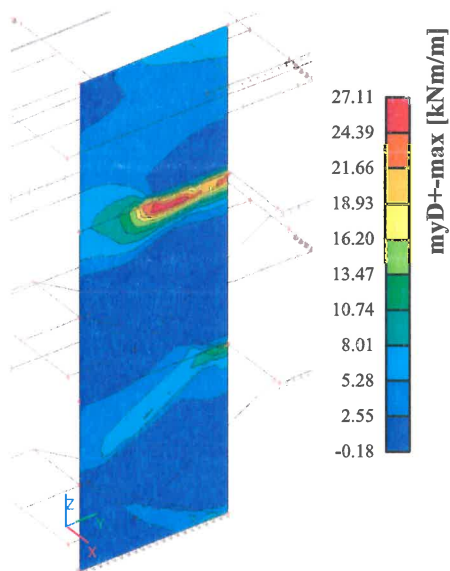 27.11
24.39
21.66
18.93
16.20
13.47
10.74
8.01
5.28
2.55
-0.18
myD+-max [kNm/m]
Z
Y
X